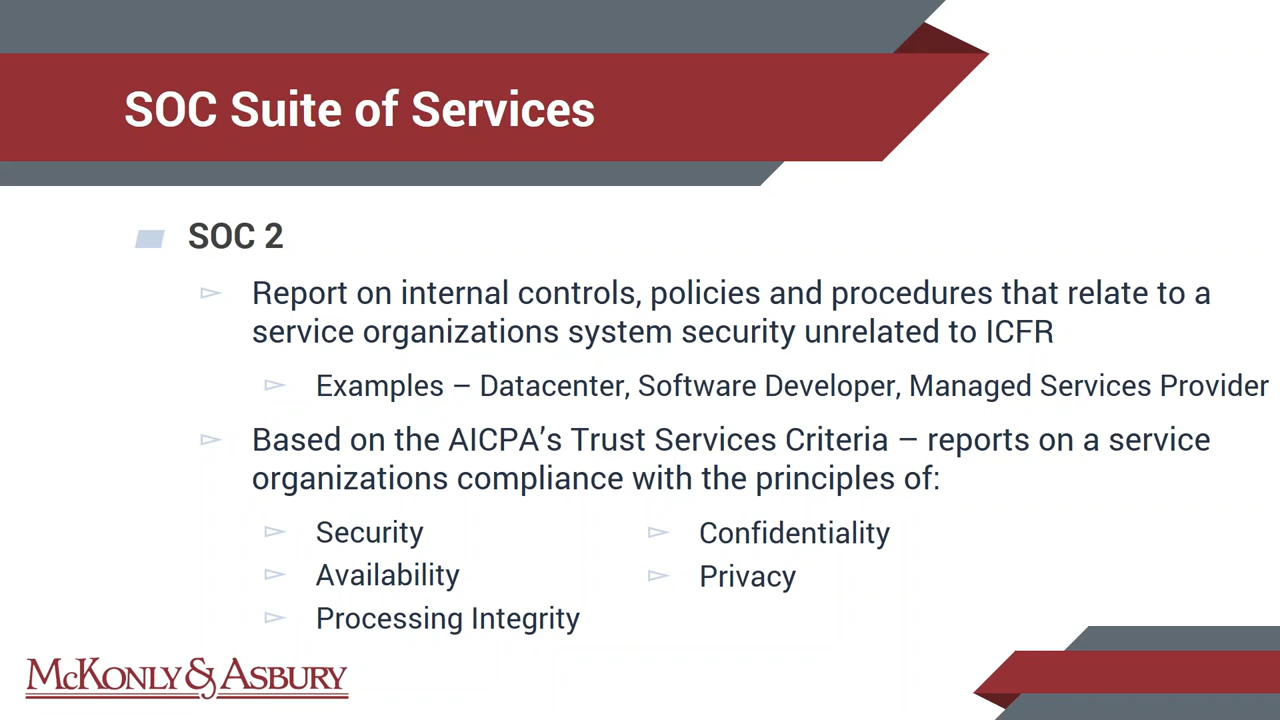 SOC Suite of Services
SOC 2
Report on internal controls, policies and procedures that relate to a
service organizations system security unrelated to ICFR
Examples – Datacenter, Software Developer, Managed Services Provider
Based on the AICPA’s Trust Services Criteria – reports on a service
organizations compliance with the principles of:
Security
Availability
Processing Integrity
Confidentiality
Privacy
McKonly & Asbury